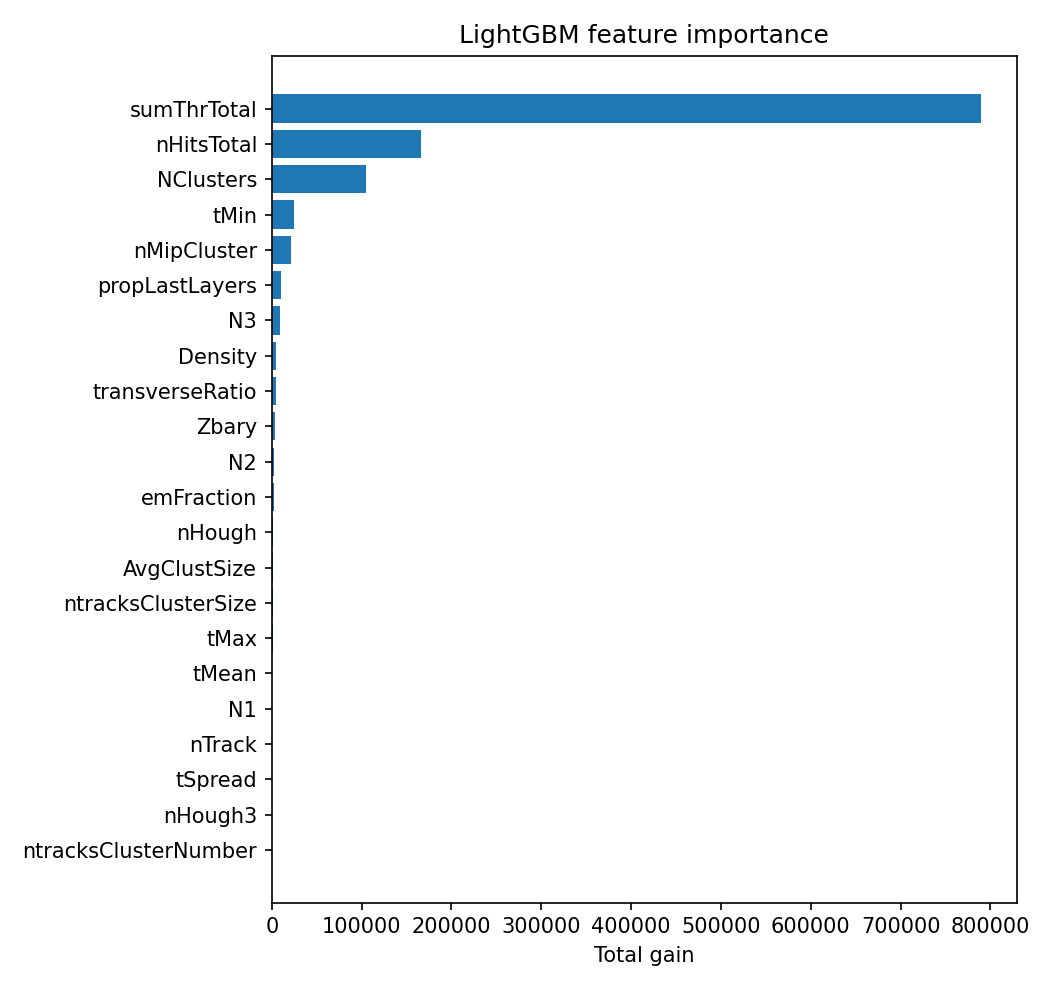 LightGBM feature importance
sumThrTotal
nHitsTotal
NClusters
tMin
nMipCluster
propLastLayers
N3
Density
transverseRatio
Zbary
N2
emFraction
nHough
AvgClustSize
ntracksClusterSize
tMax
tMean
N1
nTrack
tSpread
nHough3
ntracksClusterNumber
0 100000 200000 300000 400000 500000 600000 700000 800000
Total gain